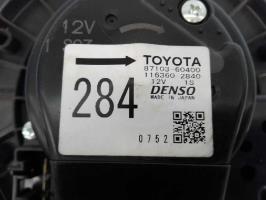 12V
TOYOTA
87103-60400
116360 2840
12V 1S
284
DENSO
MADE IN JAPAN
0752